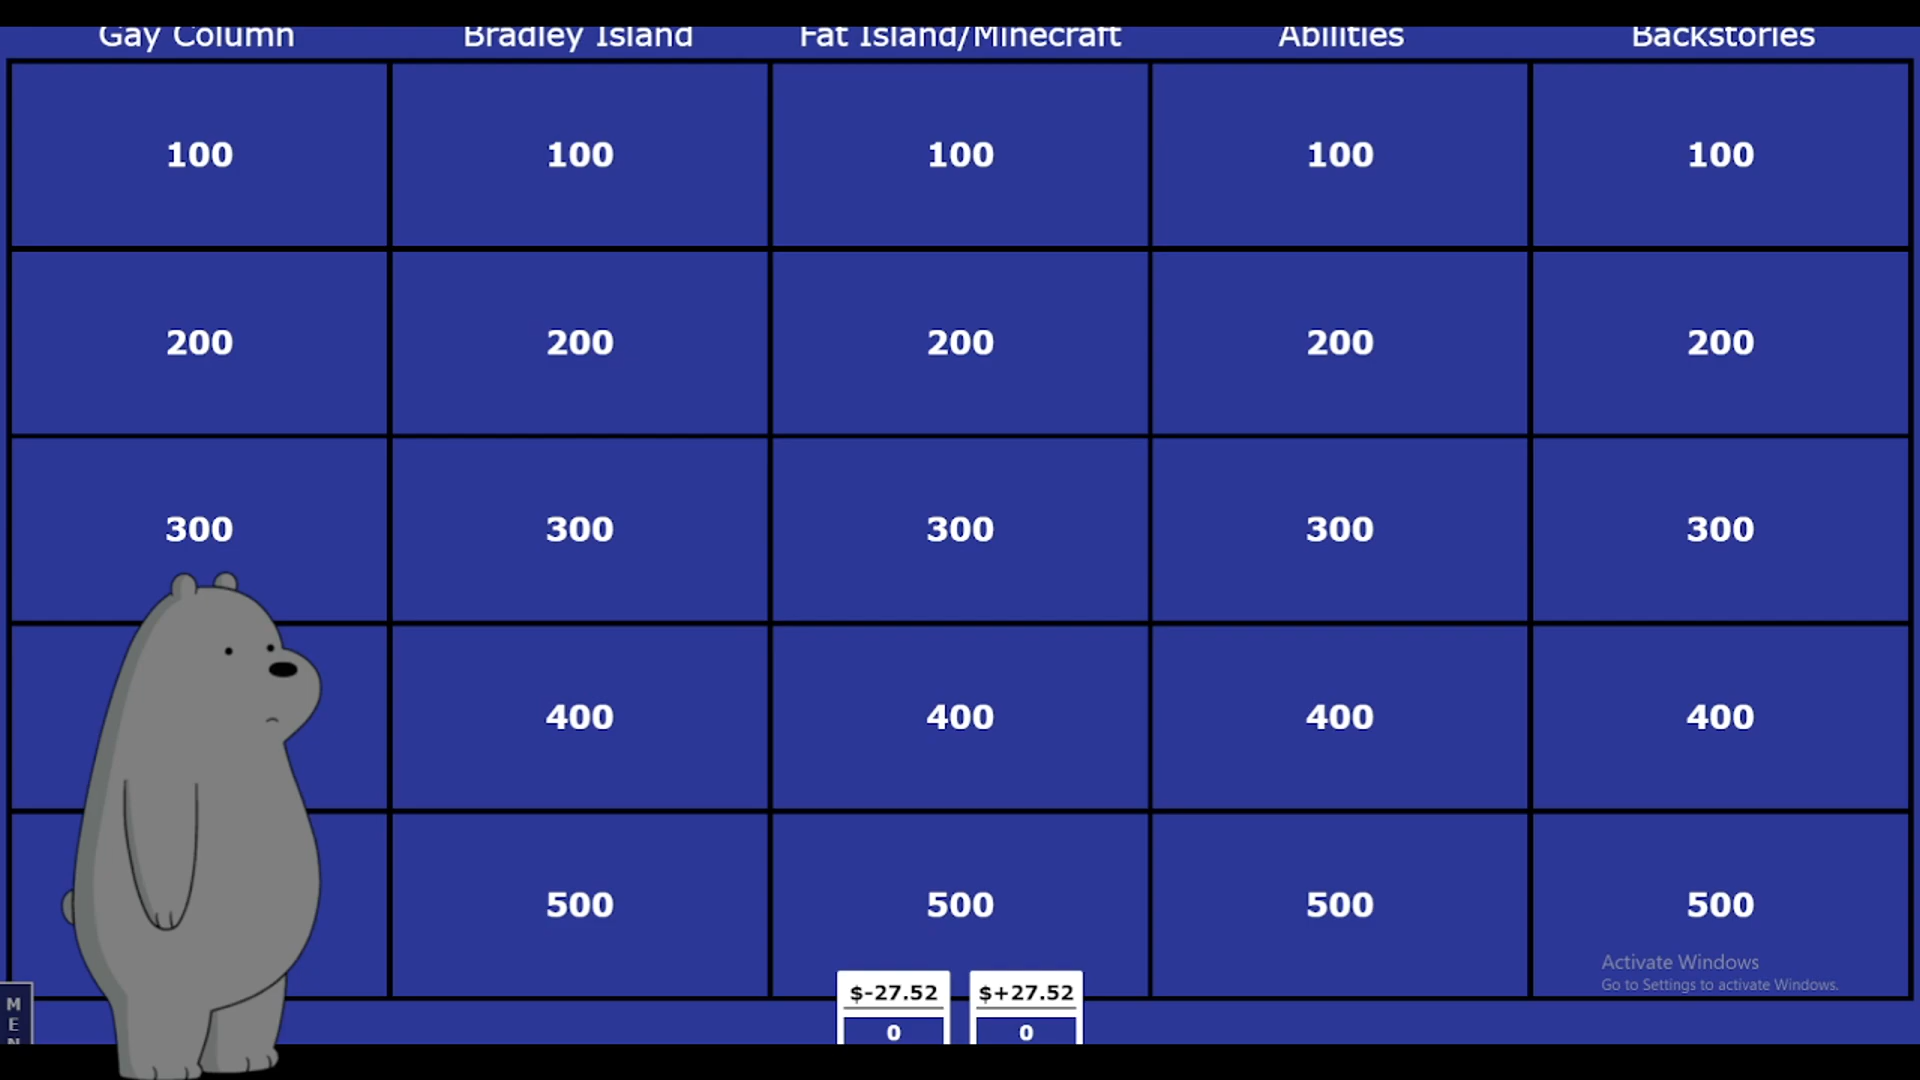 Gay Column Bradley Island Fat Island/Minecraft Abilities Backstories
100 100 100 100 100
200 200 200 200 200
300 300 300 300 300
400 400 400 400
500 500 500 500
Activate Windows
Go to Settings to activate Windows.
$-27.52 $+27.52
0 0
M
E
N